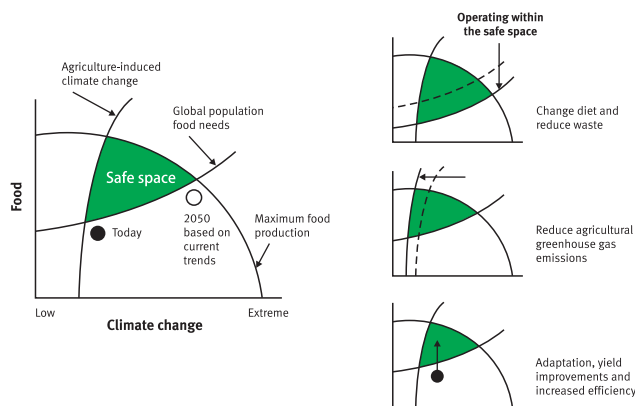 Agriculture-induced
climate change
Global population
food needs
Safe space
Food
Today
2050
based on
current
trends
Maximum food
production
Low
Extreme
Climate change
Operating within
the safe space
Change diet and
reduce waste
Reduce agricultural
greenhouse gas
emissions
Adaptation, yield
improvements and
increased efficiency